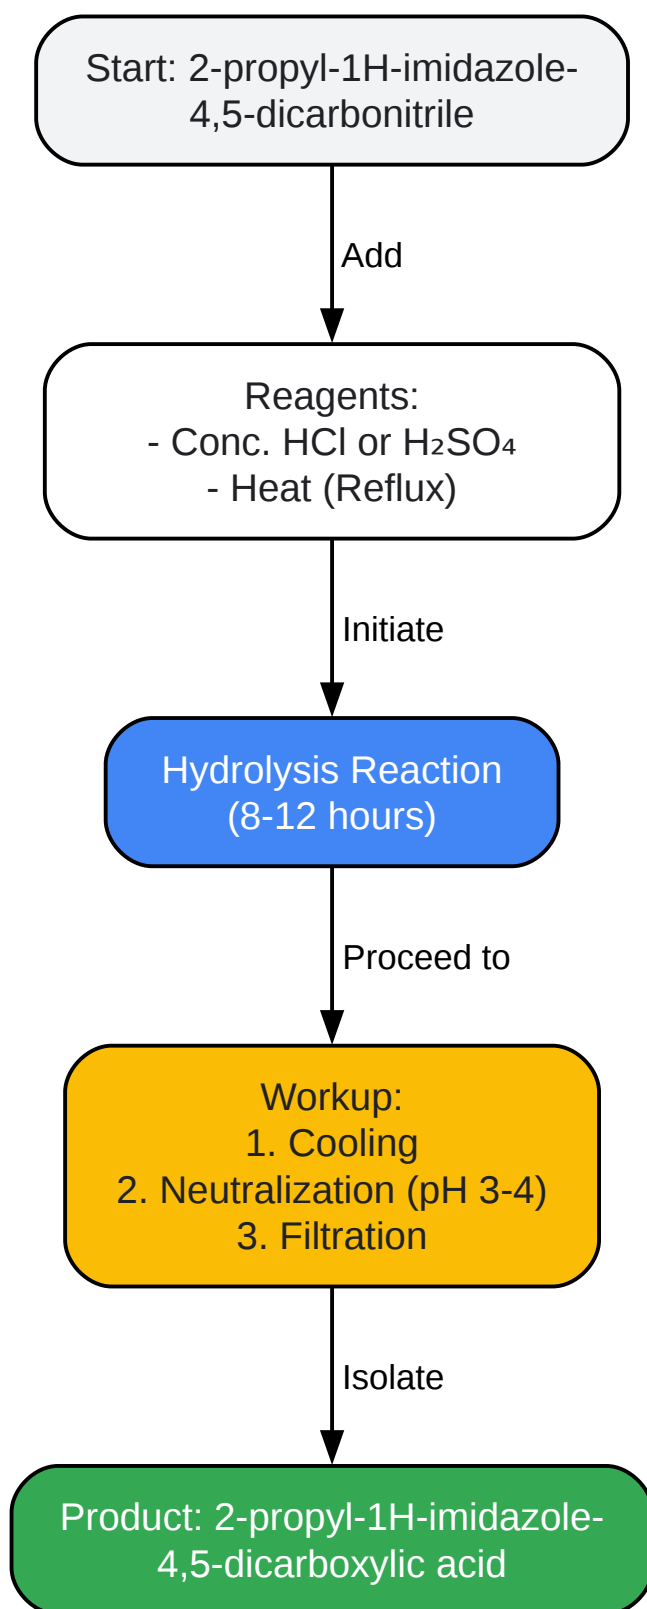 Start: 2-propyl-1H-imidazole-
4,5-dicarbonitrile
Add
Reagents:
- Conc. HCl or H₂SO₄
- Heat (Reflux)
Initiate
Hydrolysis Reaction
(8-12 hours)
Proceed to
Workup:
1. Cooling
2. Neutralization (pH 3-4)
3. Filtration
Isolate
Product: 2-propyl-1H-imidazole-
4,5-dicarboxylic acid